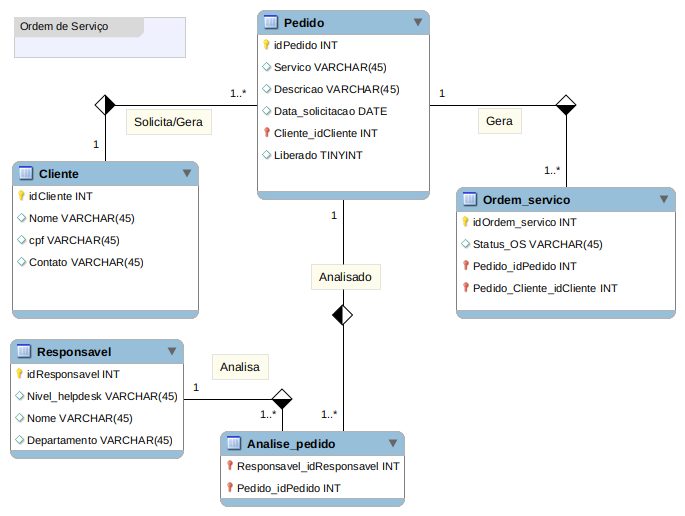 Ordem de Serviço
Pedido
idPedido INT
Servico VARCHAR(45)
Descricao VARCHAR(45)
Data_solicitacao DATE
Cliente_idCliente INT
Liberado TINYINT
1..*
Solicita/Gera
1
1
Gera
1..*
Cliente
idCliente INT
Nome VARCHAR(45)
cpf VARCHAR(45)
Contato VARCHAR(45)
Ordem_servico
idOrdem_servico INT
Status_OS VARCHAR(45)
Pedido_idPedido INT
Pedido_Cliente_idCliente INT
1
Analisado
1..*
Responsavel
idResponsavel INT
Nivel_helpdesk VARCHAR(45)
Nome VARCHAR(45)
Departamento VARCHAR(45)
Analisa
1
1..*
Analise_pedido
Responsavel_idResponsavel INT
Pedido_idPedido INT